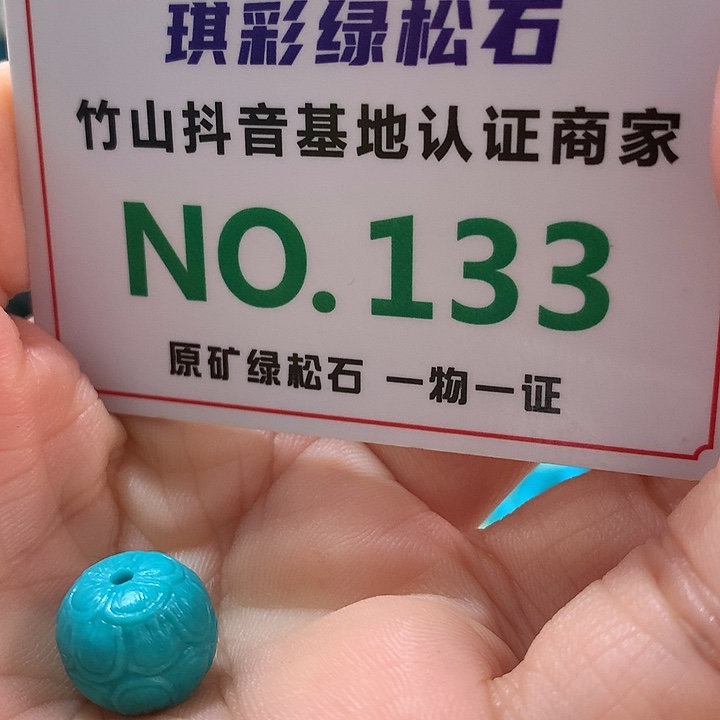 琪彩绿松石
竹山抖音基地认证商家
NO.133
原矿绿松石 一物一证